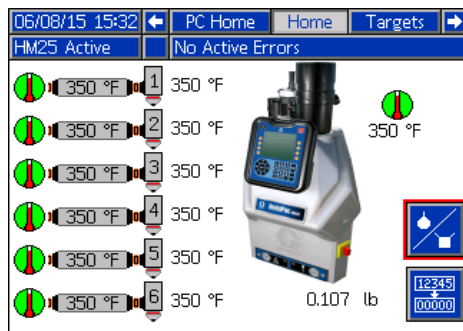 06/08/15 15:32 PC Home Home Targets
HM25 Active No Active Errors
350 °F 1 350 °F
350 °F
350 °F 2 350 °F
350 °F 3 350 °F
350 °F 4 350 °F
350 °F 5 350 °F
350 °F 6 350 °F
0.107 lb
12345
00000